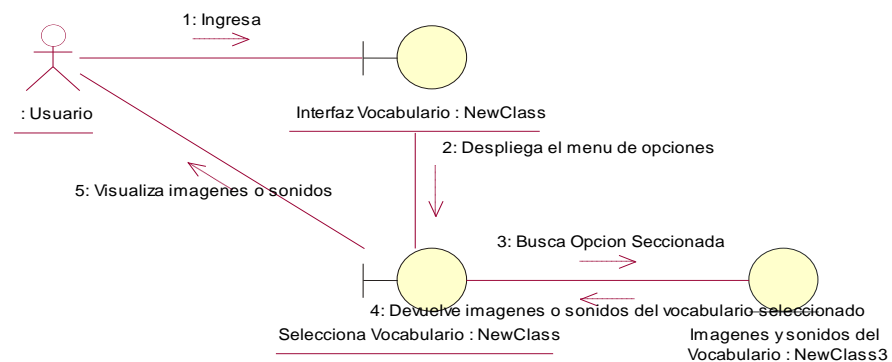 1: Ingresa
: Usuario
Interfaz Vocabulario : NewClass
2: Despliega el menu de opciones
5: Visualiza imagenes o sonidos
3: Busca Opcion Seccionada
4: Devuelve imagenes o sonidos del vocabulario seleccionado
Selecciona Vocabulario : NewClass
Imagenes y sonidos del
Vocabulario : NewClass3